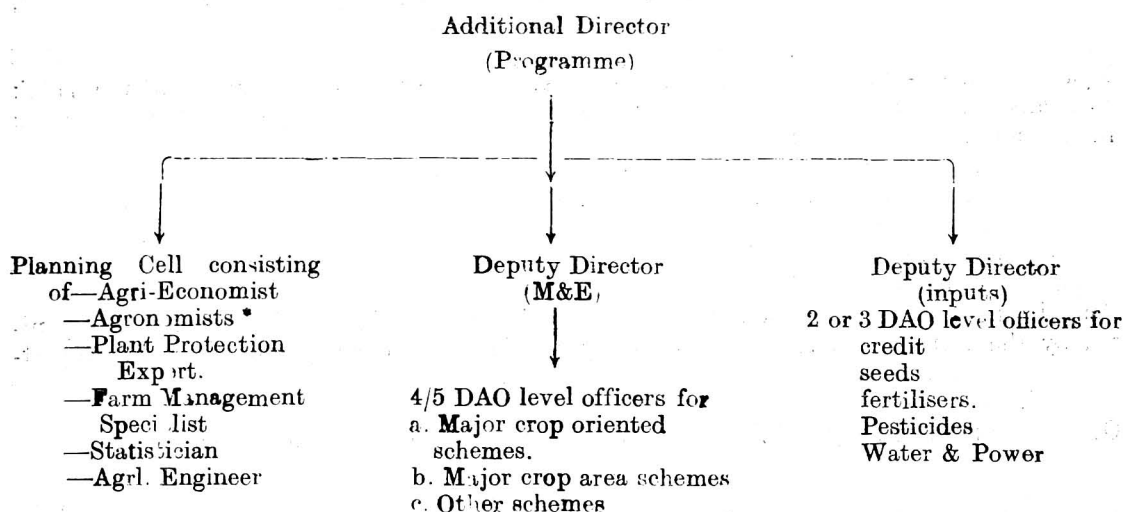 Additional Director
(Programme)
Planning Cell consisting
of—Agri-Economist
—Agronomists *
—Plant Protection
Expert.
—Farm Management
Specialist
—Statistician
—Agrl. Engineer
Deputy Director
(M&E)
4/5 DAO level officers for
a. Major crop oriented
schemes.
b. Major crop area schemes
c. Other schemes
Deputy Director
(inputs)
2 or 3 DAO level officers for
credit
seeds
fertilisers.
Pesticides
Water & Power